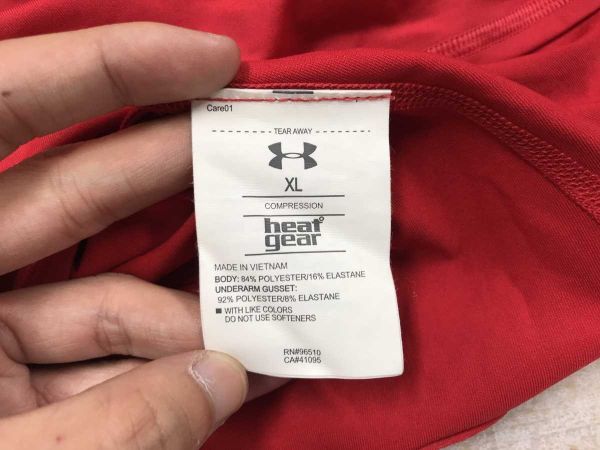 Care01
TEAR AWAY
XL
COMPRESSION
heat
gear
MADE IN VIETNAM
BODY: 84% POLYESTER/16% ELASTANE
UNDERARM GUSSET:
92% POLYESTER/8% ELASTANE
WITH LIKE COLORS
DO NOT USE SOFTENERS
RN#96510
CA#41095